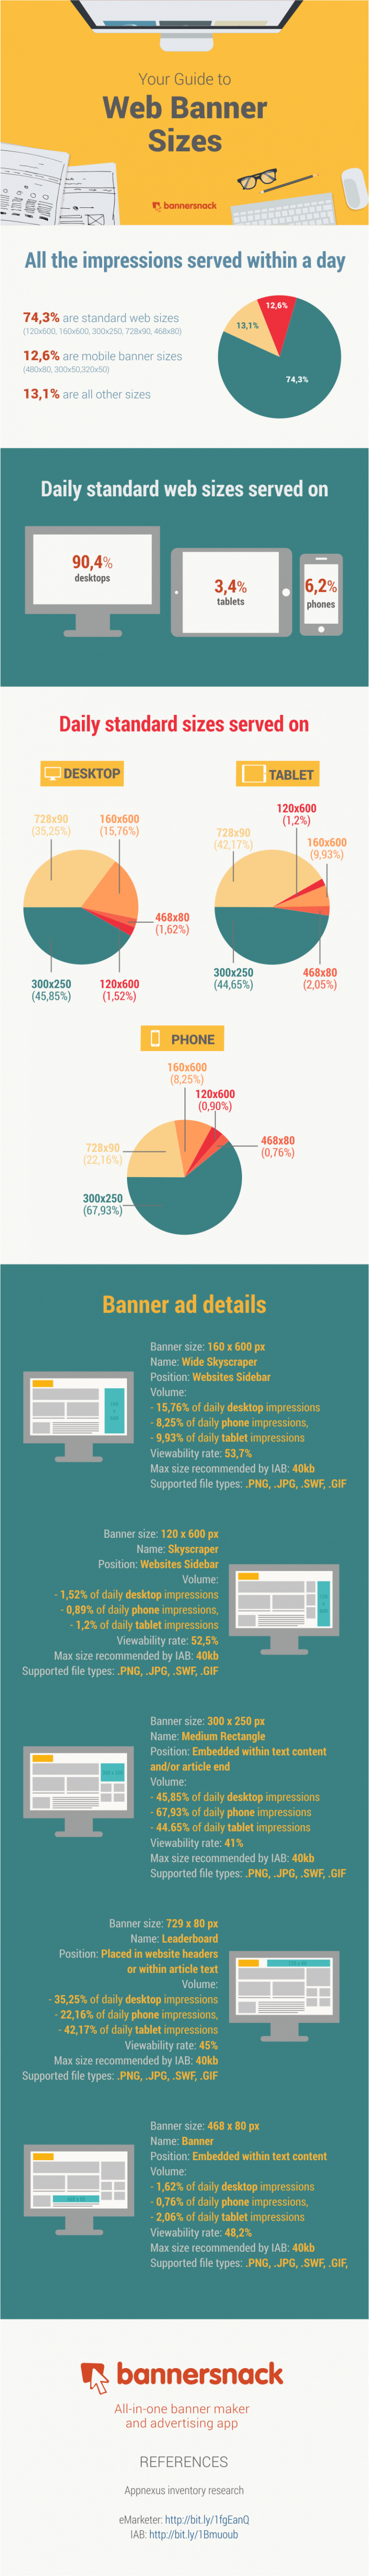 Your Guide to
Web Banner
Sizes
bannersnack
All the impressions served within a day
74,3% are standard web sizes
(120x600, 160x600, 300x250, 728x90, 468x80)
12,6% are mobile banner sizes
(480x80, 300x50,320x50)
13,1% are all other sizes
12,6%
13,1%
74,3%
Daily standard web sizes served on
90,4%
desktops
3,4%
tablets
6,2%
phones
Daily standard sizes served on
DESKTOP
728x90
(35,25%)
160x600
(15,76%)
468x80
(1,62%)
300x250
(45,85%)
120x600
(1,52%)
TABLET
120x600
(1,2%)
728x90
(42,17%)
160x600
(9,93%)
300x250
(44,65%)
468x80
(2,05%)
PHONE
160x600
(8,25%)
120x600
(0,90%)
728x90
(22,16%)
468x80
(0,76%)
300x250
(67,93%)
Banner ad details
Banner size: 160 x 600 px
Name: Wide Skyscraper
Position: Websites Sidebar
Volume:
- 15,76% of daily desktop impressions
- 8,25% of daily phone impressions,
- 9,93% of daily tablet impressions
Viewability rate: 53,7%
Max size recommended by IAB: 40kb
Supported file types: .PNG, .JPG, .SWF, .GIF
Banner size: 120 x 600 px
Name: Skyscraper
Position: Websites Sidebar
Volume:
- 1,52% of daily desktop impressions
- 0,89% of daily phone impressions,
- 1,2% of daily tablet impressions
Viewability rate: 52,5%
Max size recommended by IAB: 40kb
Supported file types: .PNG, .JPG, .SWF, .GIF
Banner size: 300 x 250 px
Name: Medium Rectangle
Position: Embedded within text content
and/or article end
Volume:
- 45,85% of daily desktop impressions
- 67,93% of daily phone impressions
- 44.65% of daily tablet impressions
Viewability rate: 41%
Max size recommended by IAB: 40kb
Supported file types: .PNG, .JPG, .SWF, .GIF
Banner size: 729 x 80 px
Name: Leaderboard
Position: Placed in website headers
or within article text
Volume:
- 35,25% of daily desktop impressions
- 22,16% of daily phone impressions,
- 42,17% of daily tablet impressions
Viewability rate: 45%
Max size recommended by IAB: 40kb
Supported file types: .PNG, .JPG, .SWF, .GIF
Banner size: 468 x 80 px
Name: Banner
Position: Embedded within text content
Volume:
- 1,62% of daily desktop impressions
- 0,76% of daily phone impressions,
- 2,06% of daily tablet impressions
Viewability rate: 48,2%
Max size recommended by IAB: 40kb
Supported file types: .PNG, .JPG, .SWF, .GIF,
bannersnack
All-in-one banner maker
and advertising app
REFERENCES
Appnexus inventory research
eMarketer: http://bit.ly/1fgEanQ
IAB: http://bit.ly/1Bmuoub